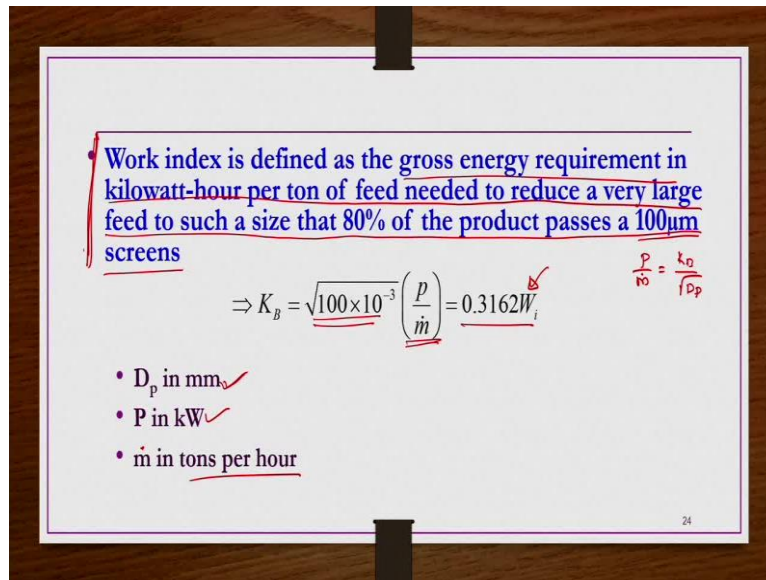 • Work index is defined as the gross energy requirement in
kilowatt-hour per ton of feed needed to reduce a very large
feed to such a size that 80% of the product passes a 100μm
screens
P/ṁ = K_B/√D_P
⇒ K_B = √(100×10⁻³) (p/ṁ) = 0.3162W_i
• D_p in mm
• P in kW
• ṁ in tons per hour
24